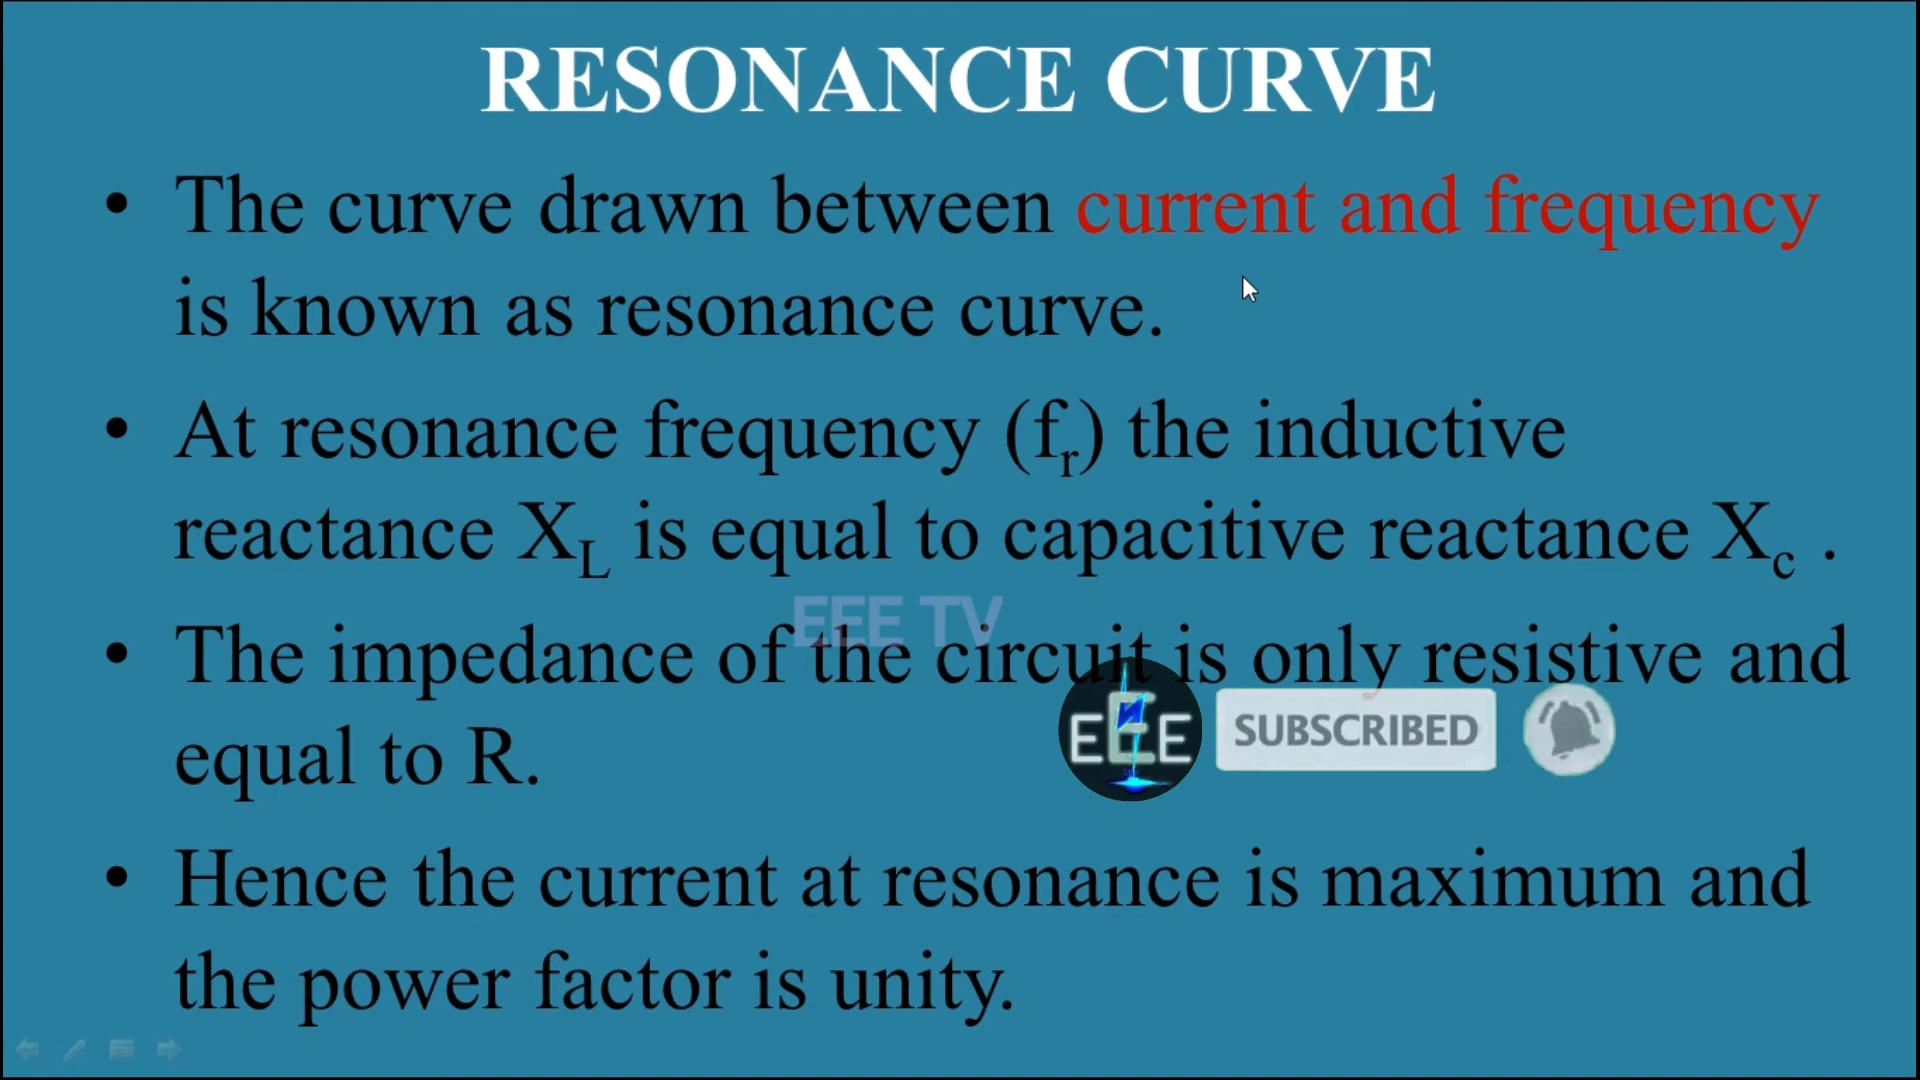 RESONANCE CURVE
• The curve drawn between current and frequency
is known as resonance curve.
• At resonance frequency (fr) the inductive
reactance XL is equal to capacitive reactance Xc .
EEE TV
• The impedance of the circuit is only resistive and
equal to R.
EEE SUBSCRIBED
• Hence the current at resonance is maximum and
the power factor is unity.